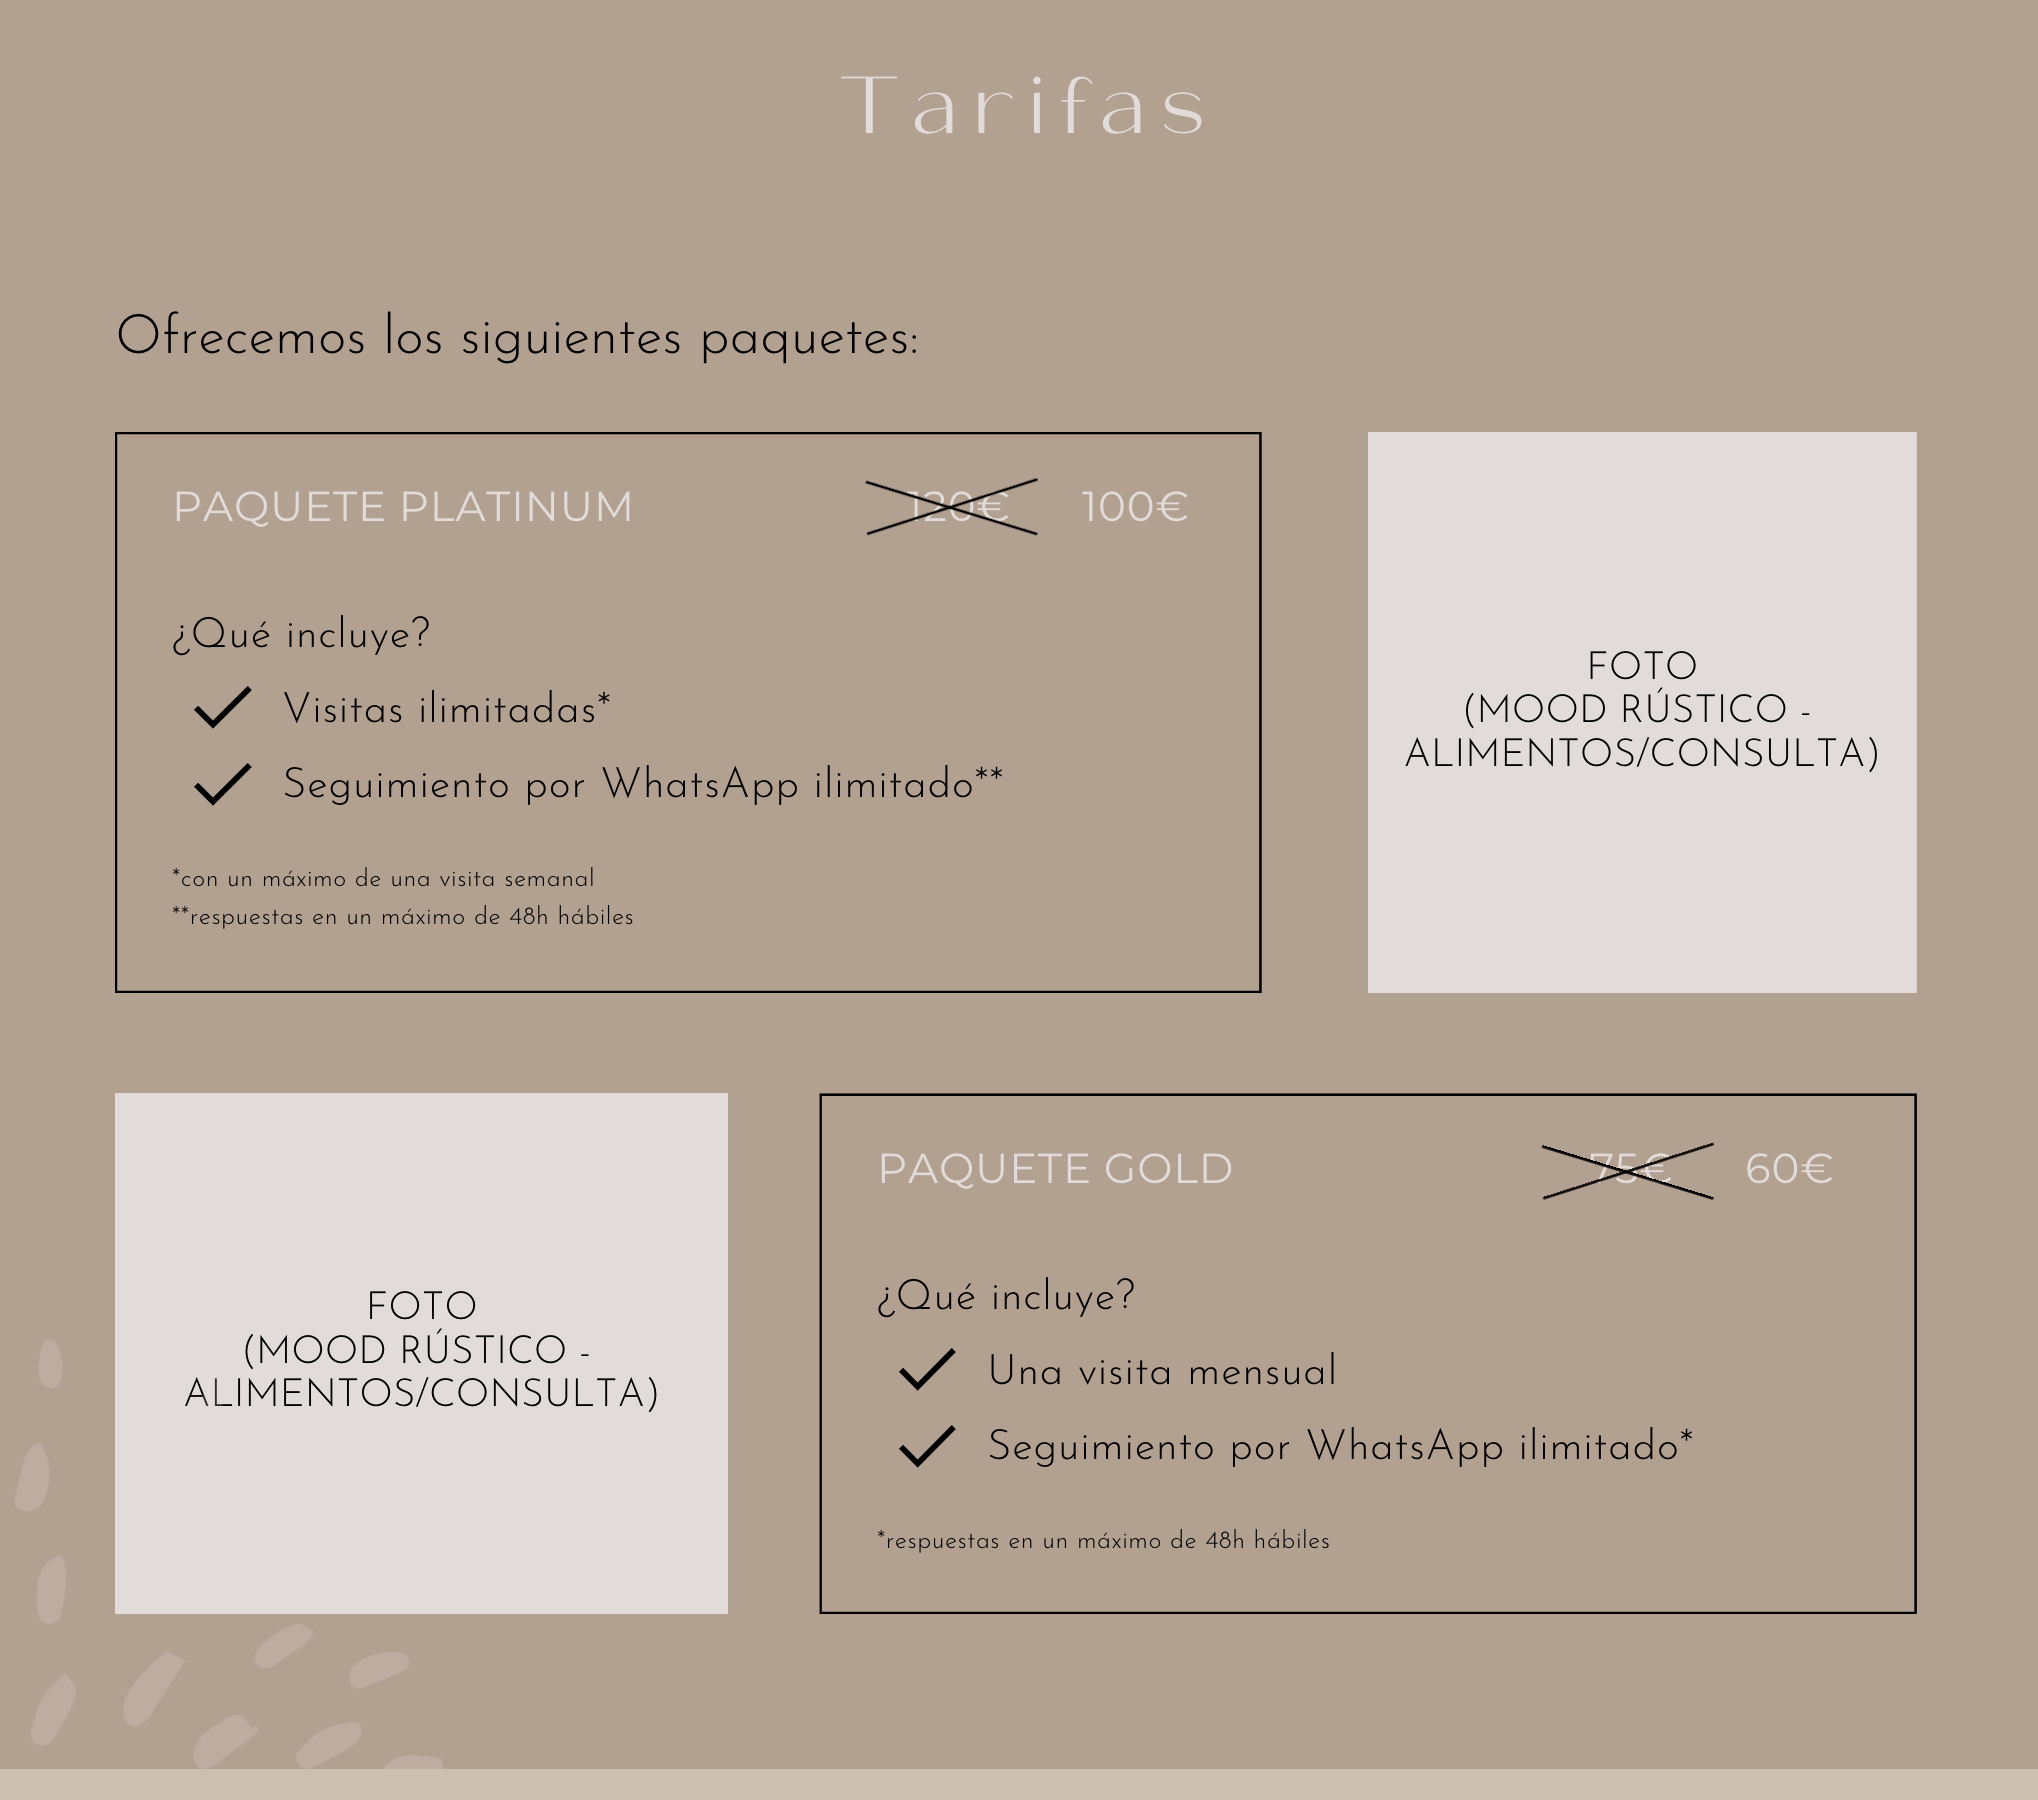 Tarifas
Ofrecemos los siguientes paquetes:
PAQUETE PLATINUM 120€ 100€
¿Qué incluye?
Visitas ilimitadas*
Seguimiento por WhatsApp ilimitado**
*con un máximo de una visita semanal
**respuestas en un máximo de 48h hábiles
FOTO
(MOOD RÚSTICO -
ALIMENTOS/CONSULTA)
FOTO
(MOOD RÚSTICO -
ALIMENTOS/CONSULTA)
PAQUETE GOLD 75€ 60€
¿Qué incluye?
Una visita mensual
Seguimiento por WhatsApp ilimitado*
*respuestas en un máximo de 48h hábiles